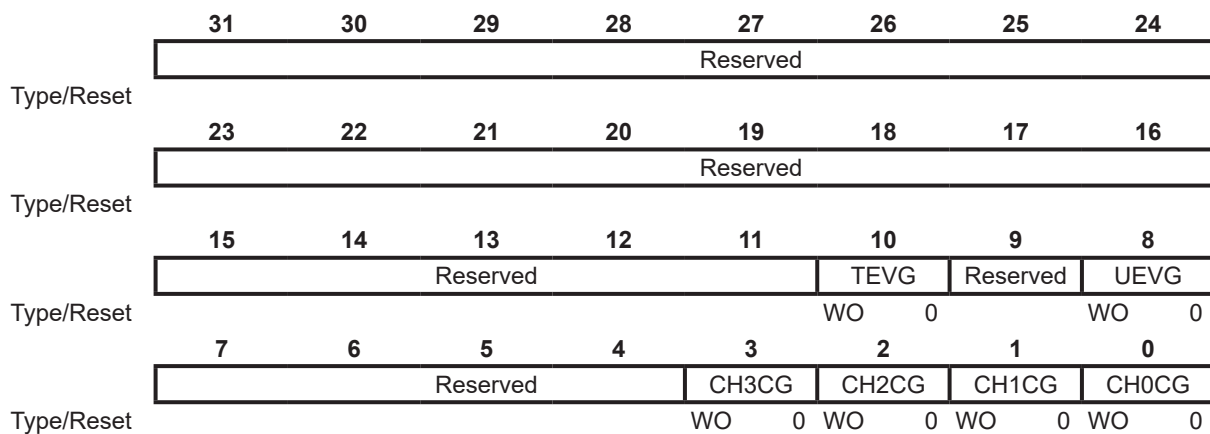 31 30 29 28 27 26 25 24
Reserved
Type/Reset
23 22 21 20 19 18 17 16
Reserved
Type/Reset
15 14 13 12 11 10 9 8
Reserved TEVG Reserved UEVG
Type/Reset WO 0 WO 0
7 6 5 4 3 2 1 0
Reserved CH3CG CH2CG CH1CG CH0CG
Type/Reset WO 0 WO 0 WO 0 WO 0